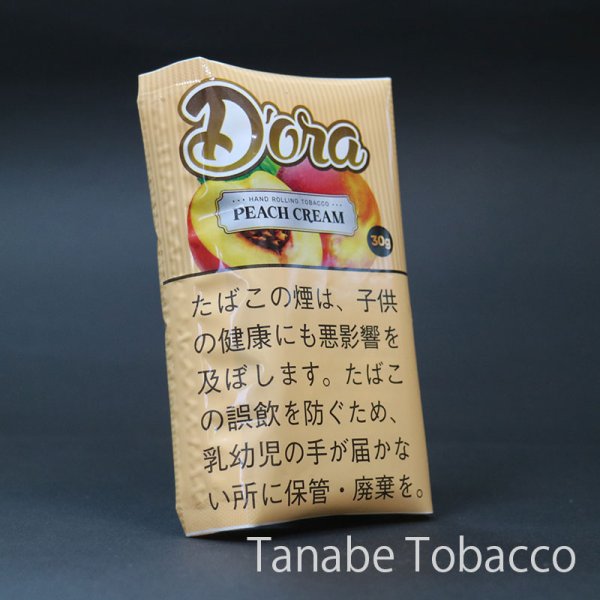 D'ora
HAND ROLLING TOBACCO
PEACH CREAM
30g
たばこの煙は、子供
の健康にも悪影響を
及ぼします。たばこ
の誤飲を防ぐため、
乳幼児の手が届かな
い所に保管・廃棄を。
Tanabe Tobacco